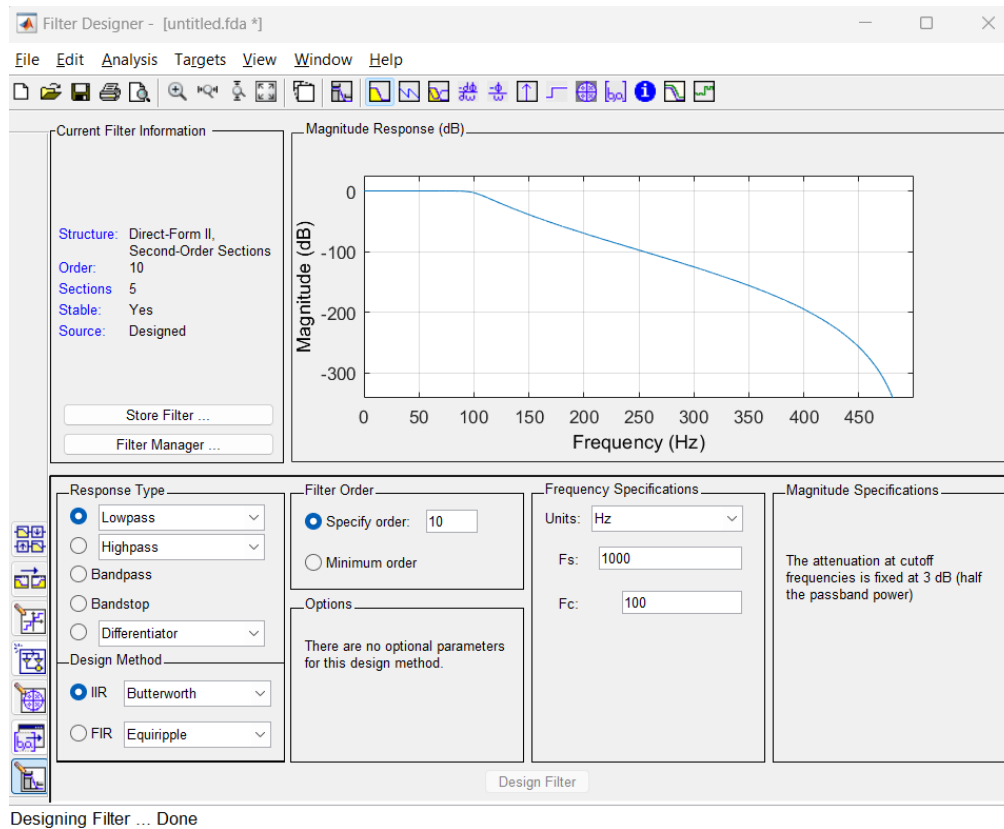 Filter Designer - [untitled.fda *]
File Edit Analysis Targets View Window Help
Current Filter Information
Structure: Direct-Form II,
Second-Order Sections
Order: 10
Sections 5
Stable: Yes
Source: Designed
Store Filter ...
Filter Manager ...
Magnitude Response (dB)
Magnitude (dB)
0
-100
-200
-300
0 50 100 150 200 250 300 350 400 450
Frequency (Hz)
Response Type
Lowpass
Highpass
Bandpass
Bandstop
Differentiator
Design Method
IIR Butterworth
FIR Equiripple
Filter Order
Specify order: 10
Minimum order
Options
There are no optional parameters
for this design method.
Frequency Specifications
Units: Hz
Fs: 1000
Fc: 100
Magnitude Specifications
The attenuation at cutoff
frequencies is fixed at 3 dB (half
the passband power)
Design Filter
Designing Filter ... Done